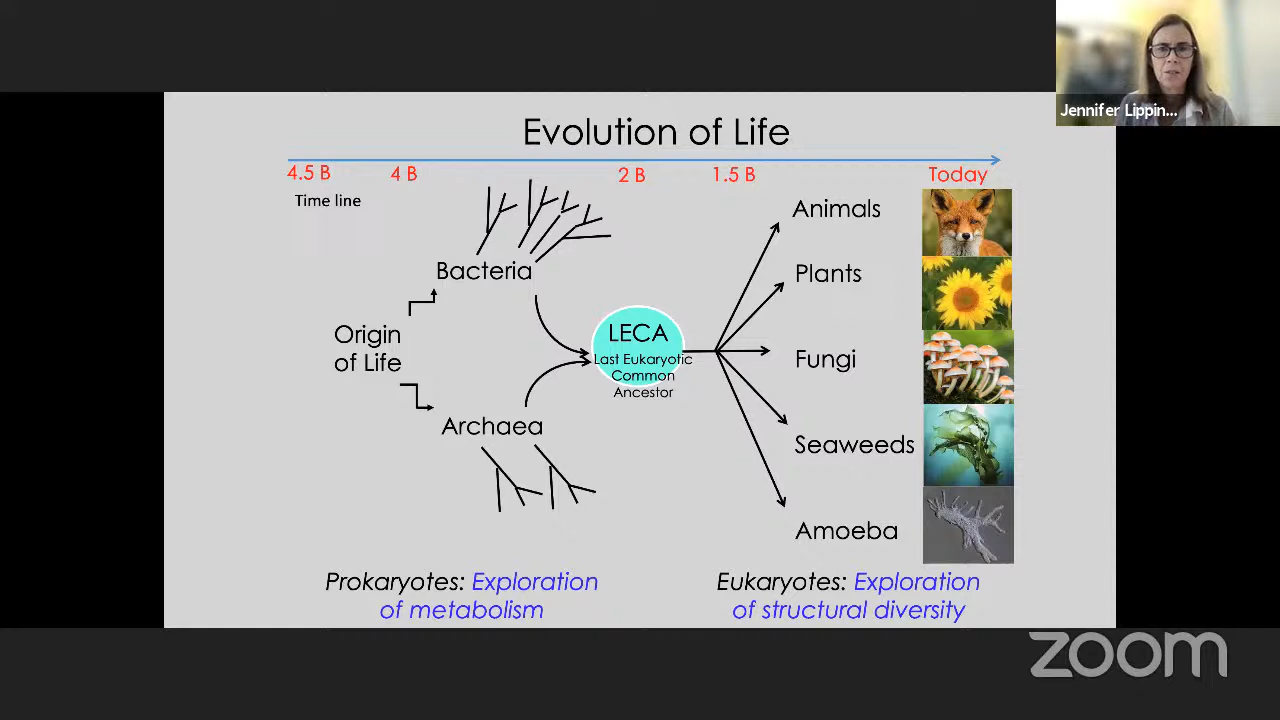 Jennifer Lippin...
Evolution of Life
4.5 B 4 B 2 B 1.5 B Today
Time line
Animals
Bacteria
Plants
Origin
of Life
LECA
Last Eukaryotic
Common
Ancestor
Fungi
Archaea
Seaweeds
Amoeba
Prokaryotes: Exploration
of metabolism
Eukaryotes: Exploration
of structural diversity
zoom